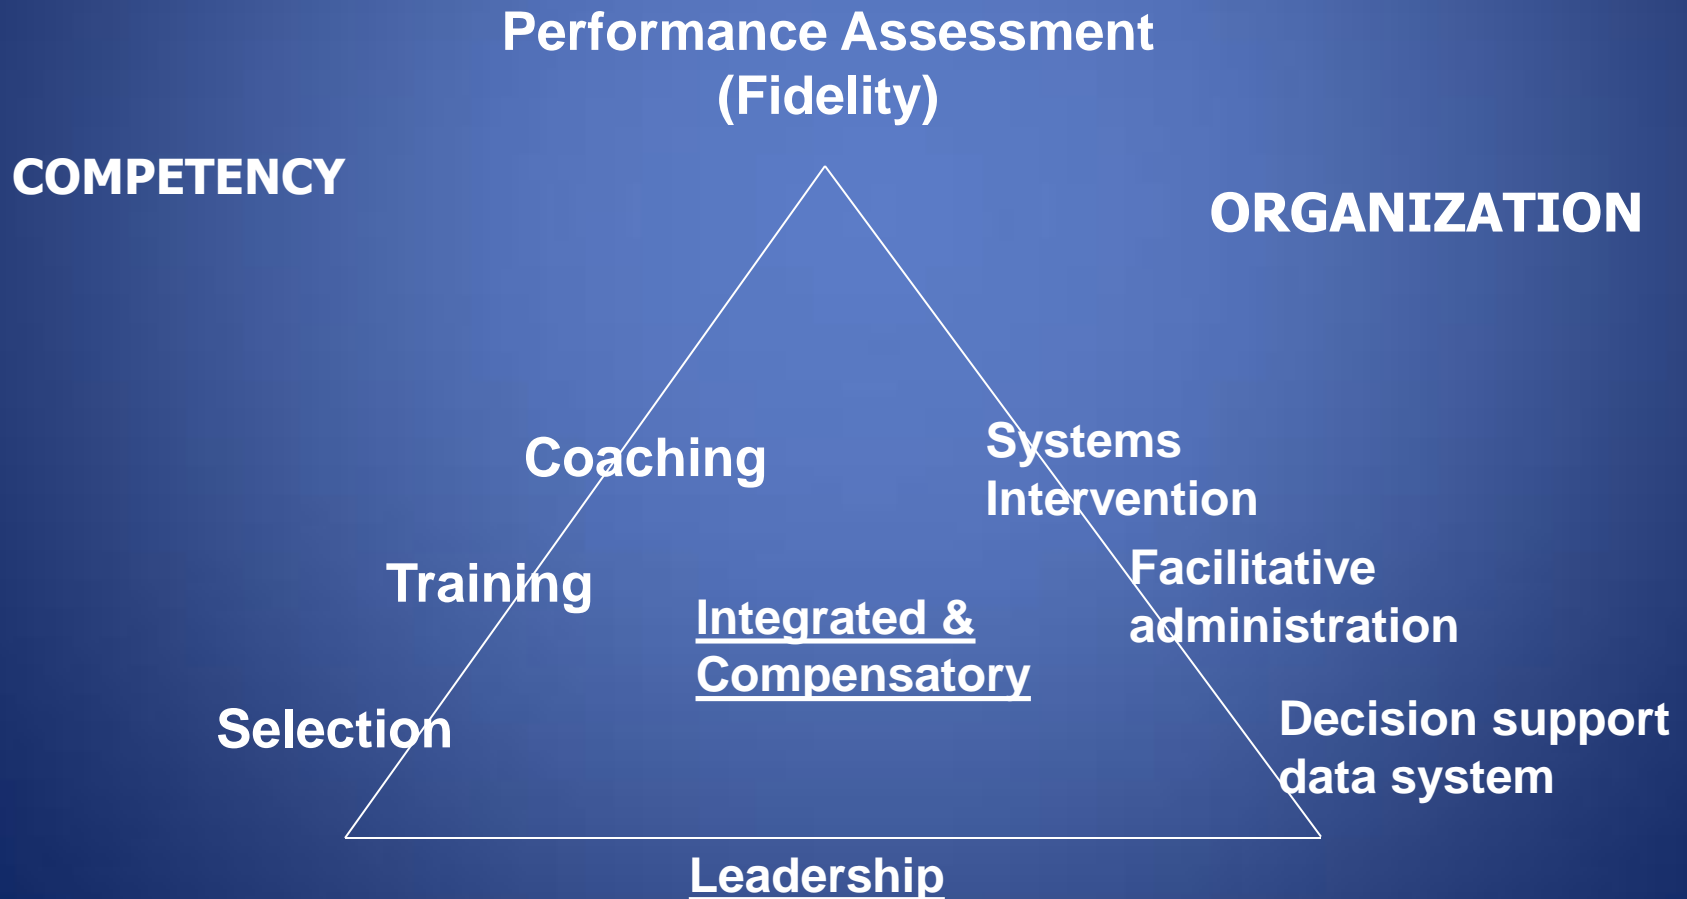 Performance Assessment
(Fidelity)
COMPETENCY
ORGANIZATION
Coaching
Systems
Intervention
Training
Facilitative
administration
Integrated &
Compensatory
Selection
Decision support
data system
Leadership